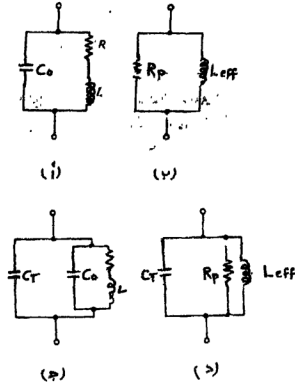 C₀ R L
Rp Leff
(أ) (ب)
CT C₀ L
CT Rp Leff
(ج) (د)